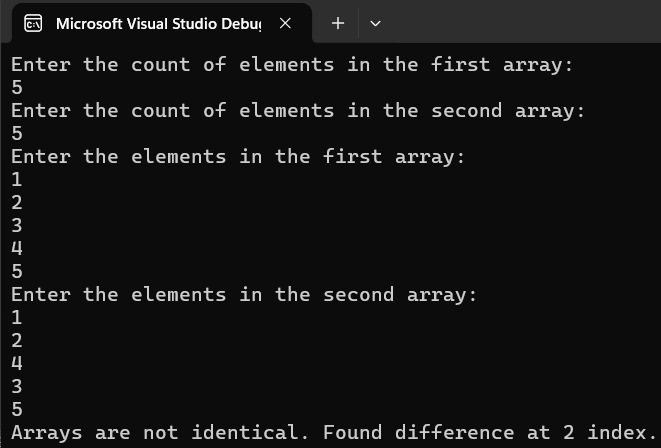 Microsoft Visual Studio Debu
Enter the count of elements in the first array:
5
Enter the count of elements in the second array:
5
Enter the elements in the first array:
1
2
3
4
5
Enter the elements in the second array:
1
2
4
3
5
Arrays are not identical. Found difference at 2 index.